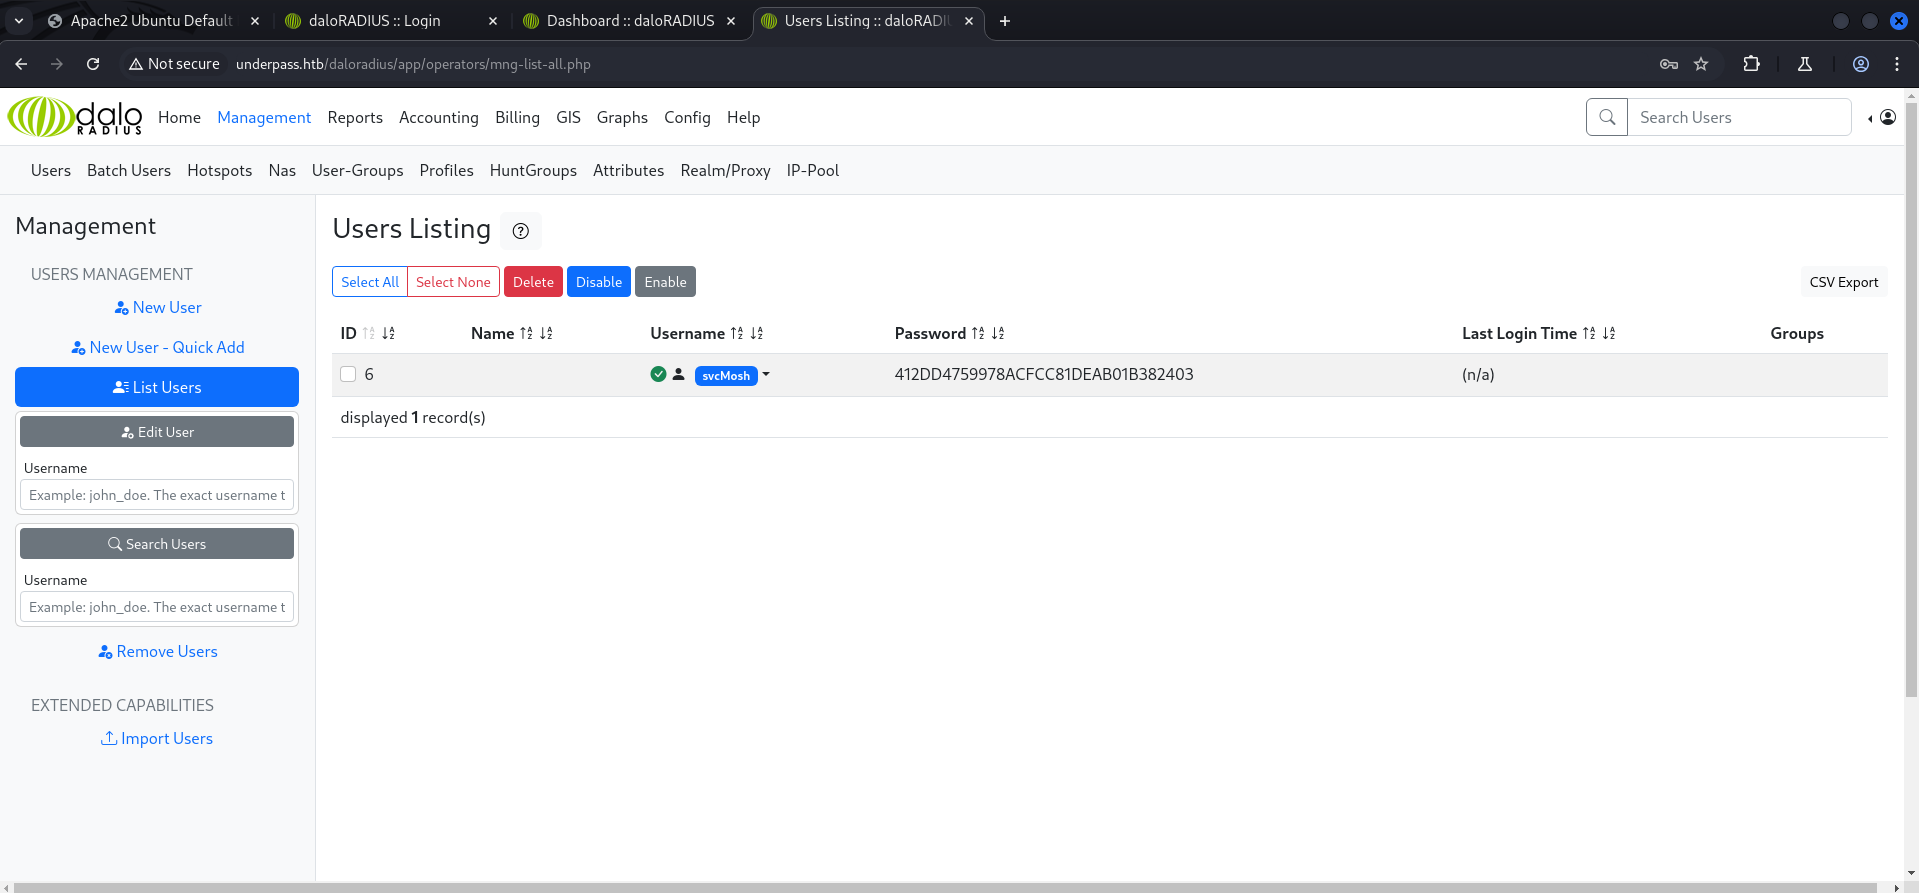 Apache2 Ubuntu Default
daloRADIUS :: Login
Dashboard :: daloRADIUS
Users Listing :: daloRADI
Not secure
underpass.htb/daloradius/app/operators/mng-list-all.php
dalo
RADIUS
Home Management Reports Accounting Billing GIS Graphs Config Help
Search Users
Users Batch Users Hotspots Nas User-Groups Profiles HuntGroups Attributes Realm/Proxy IP-Pool
Management
USERS MANAGEMENT
New User
New User - Quick Add
List Users
Edit User
Username
Example: john_doe. The exact username t
Search Users
Username
Example: john_doe. The exact username t
Remove Users
EXTENDED CAPABILITIES
Import Users
Users Listing
Select All Select None Delete Disable Enable
CSV Export
ID Name Username Password Last Login Time Groups
6 svcMosh 412DD4759978ACFCC81DEAB01B382403 (n/a)
displayed 1 record(s)